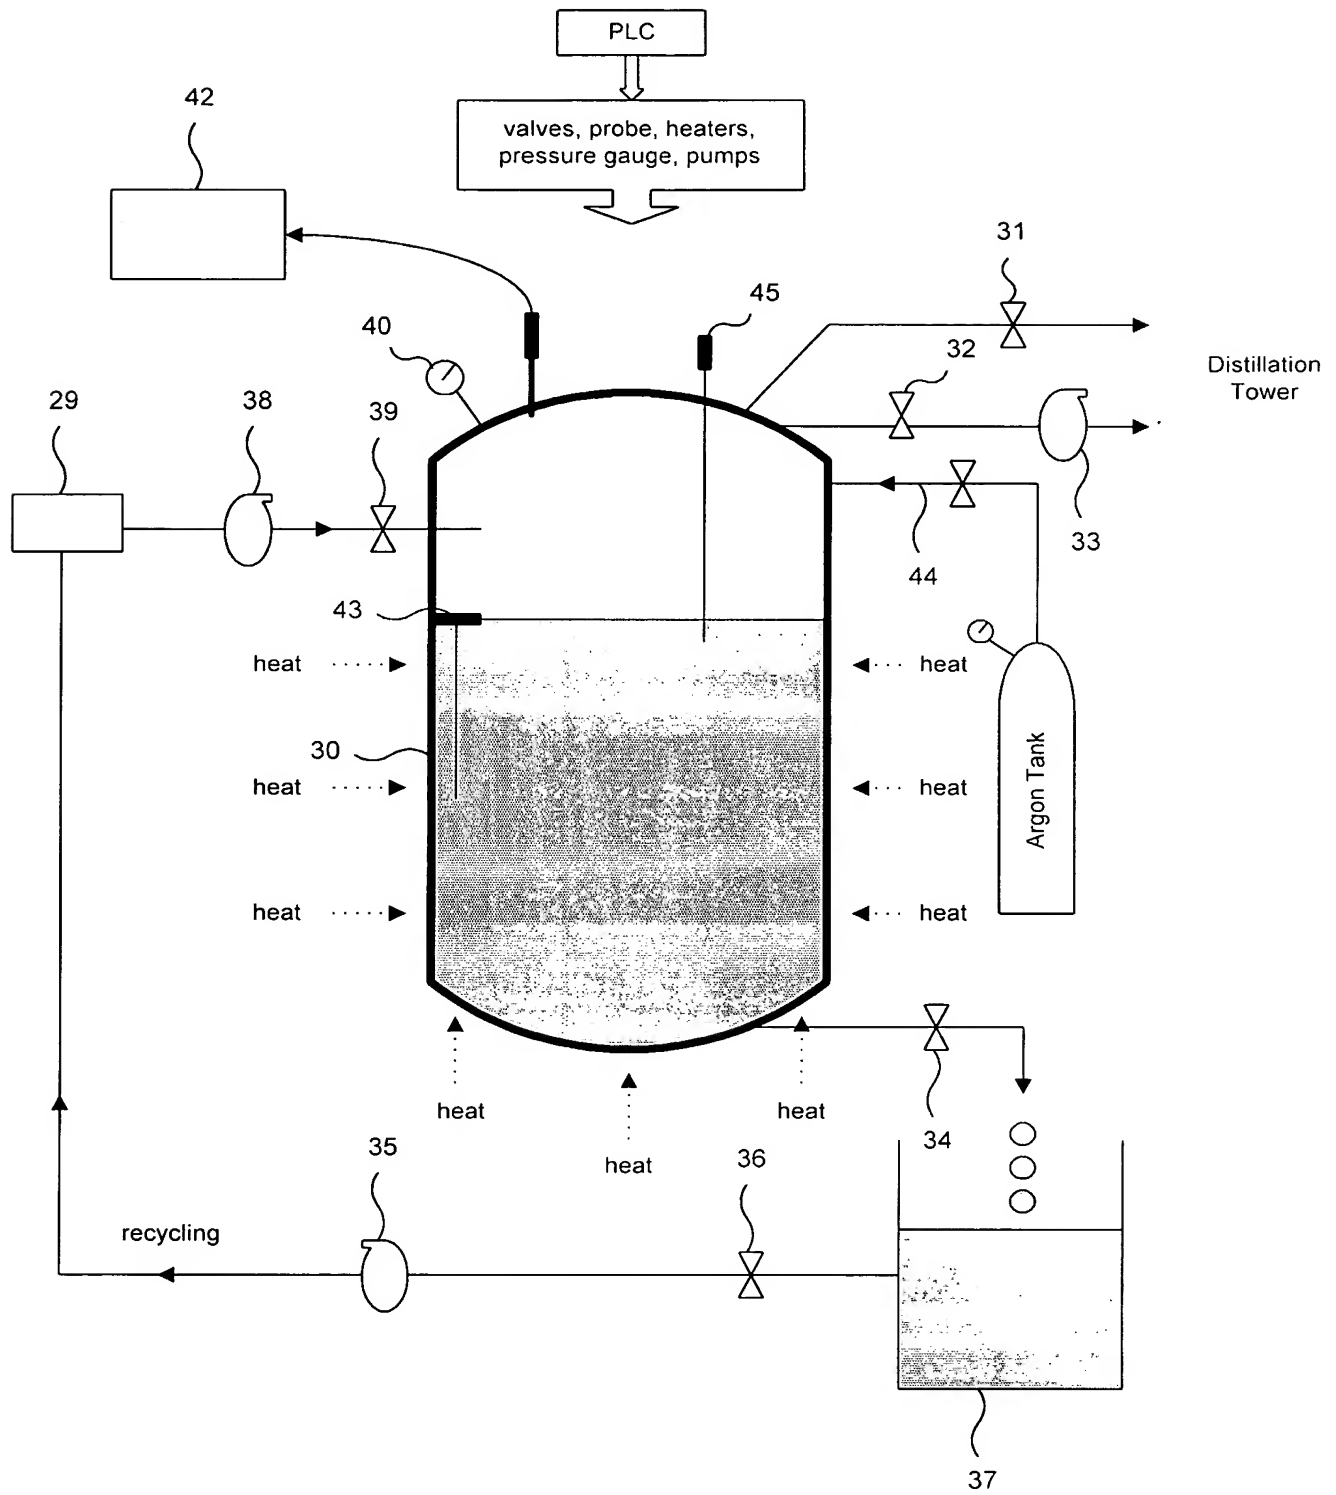 PLC
42
valves, probe, heaters,
pressure gauge, pumps
31
45
40
32
Distillation
Tower
29
38
39
33
44
43
heat
heat
30
heat
heat
Argon Tank
heat
heat
heat
heat
heat
34
35
36
recycling
37